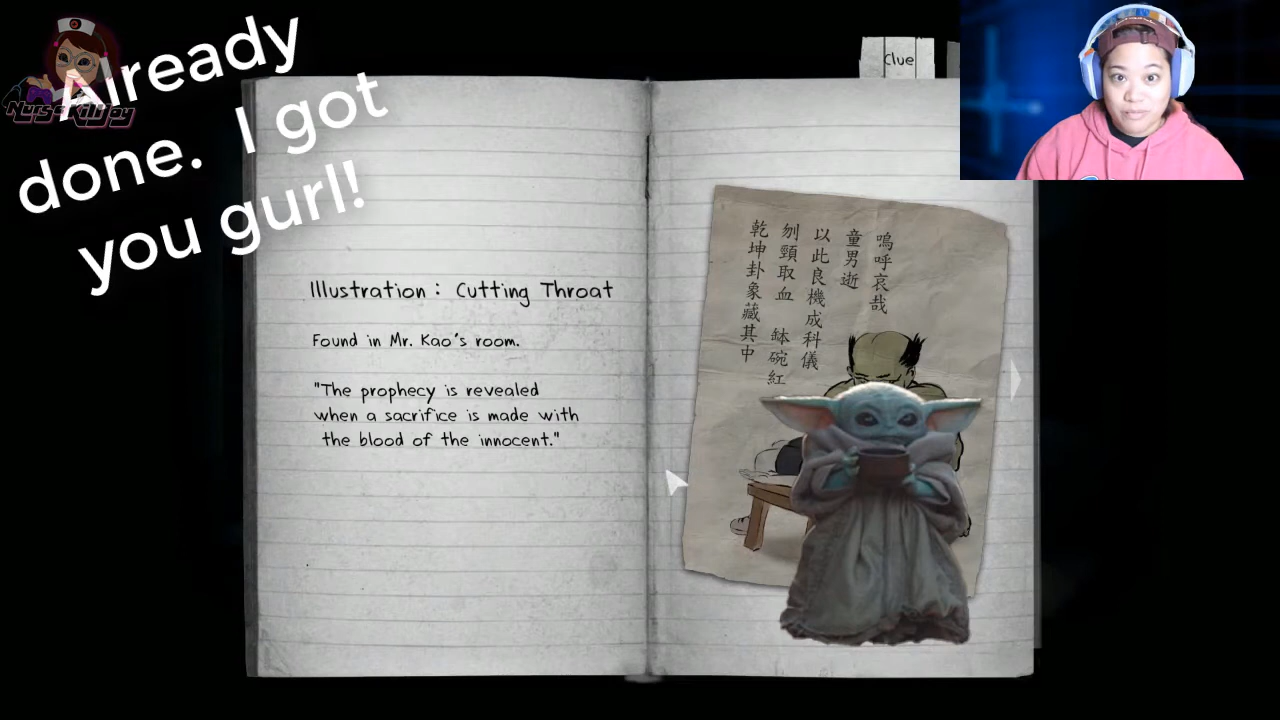 Already
done. I got
you gurl!
Nurse Killjoy
Clue
Illustration : Cutting Throat
Found in Mr. Kao's room.
"The prophecy is revealed
when a sacrifice is made with
the blood of the innocent."
嗚呼哀哉
童男逝
以此良機成科儀
刎頸取血 缽碗紅
乾坤卦象藏其中